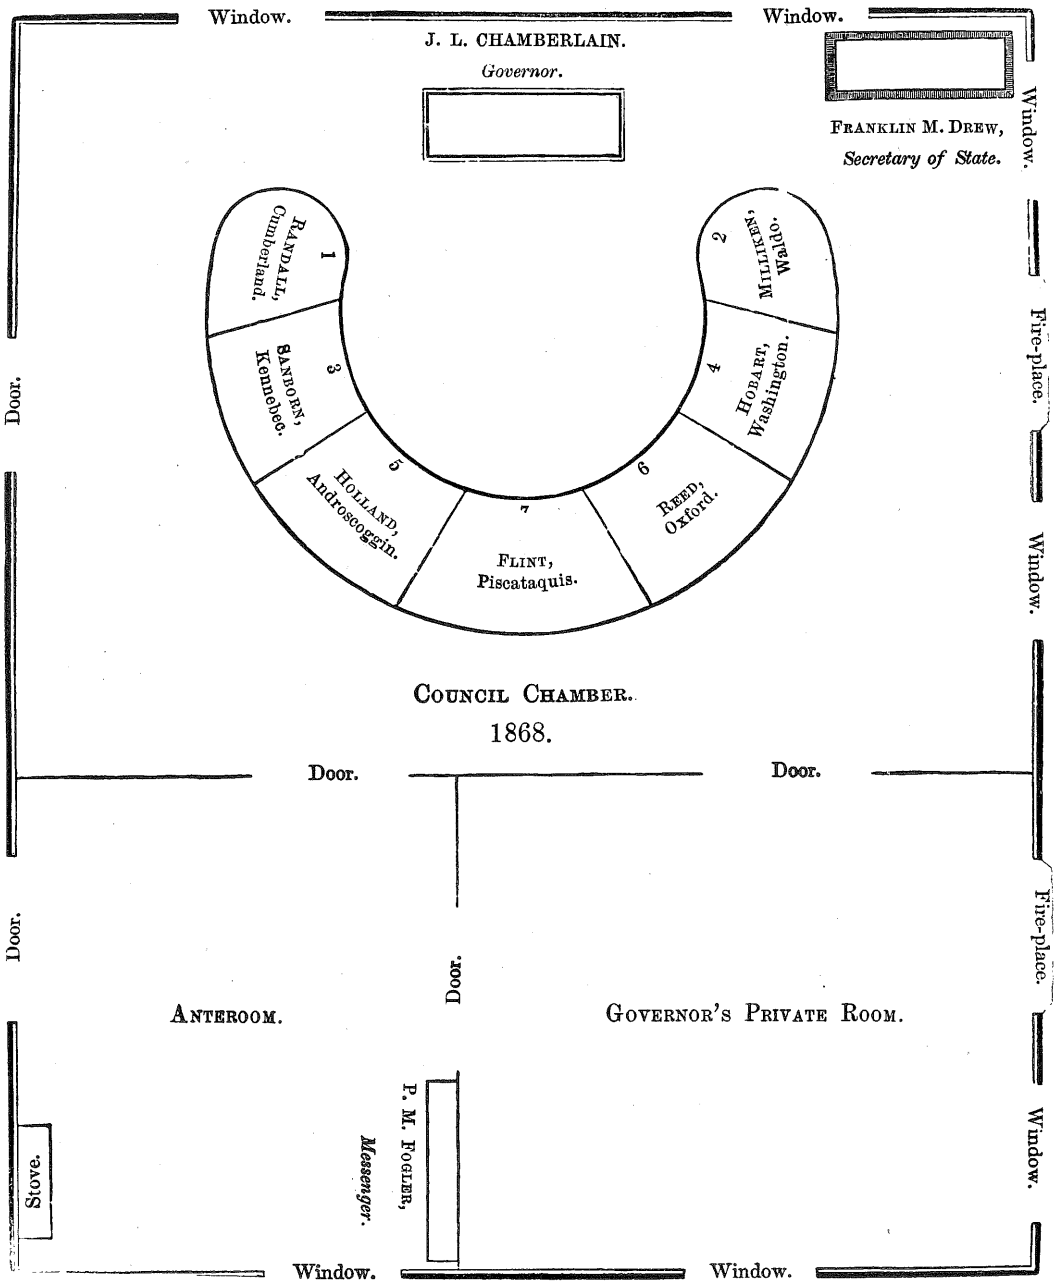 Window.
Window.
J. L. CHAMBERLAIN.
Governor.
FRANKLIN M. DREW,
Secretary of State.
Window.
1
RANDALL,
Cumberland.
2
MILLIKEN,
Waldo.
3
SANBORN,
Kennebec.
4
HOBART,
Washington.
5
HOLLAND,
Androscoggin.
6
REED,
Oxford.
7
FLINT,
Piscataquis.
Door.
Fire-place.
Window.
COUNCIL CHAMBER.
1868.
Door.
Door.
Door.
Door.
Fire-place.
ANTEROOM.
GOVERNOR'S PRIVATE ROOM.
P. M. FOGLER,
Messenger.
Stove.
Window.
Window.
Window.